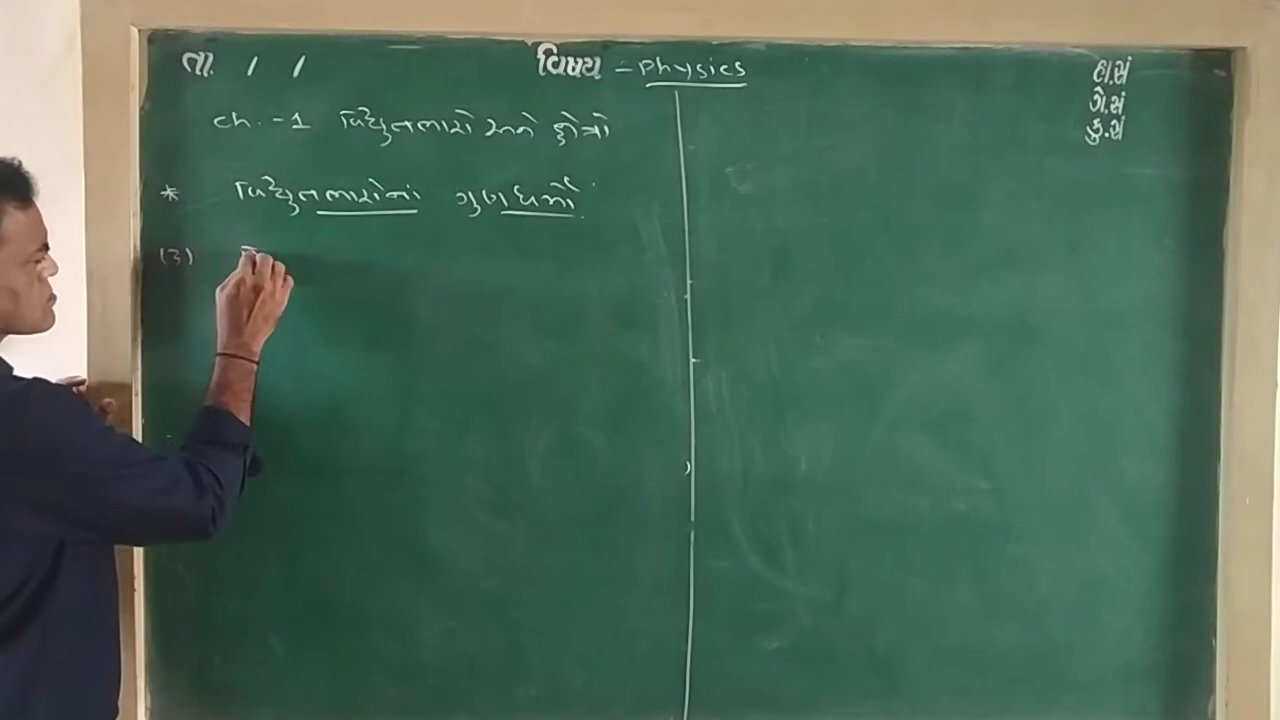 તા. / /
વિષય - Physics
હા.સં
ગે.સં
કુ.સં
ch. - 1 વિદ્યુતભારો અને ક્ષેત્રો
* વિદ્યુતભારોનાં ગુણધર્મો :
(3)